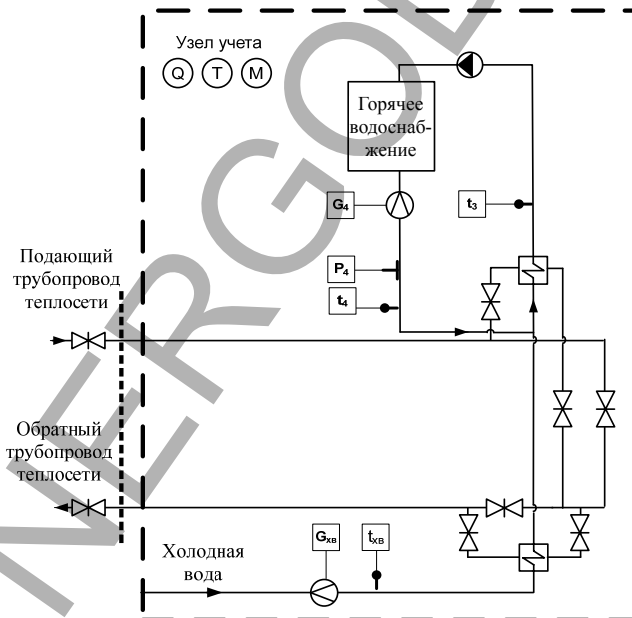 Узел учета
Q T M
Горячее
водоснаб-
жение
G4
t3
P4
t4
Подающий
трубопровод
теплосети
Обратный
трубопровод
теплосети
Gхв
tхв
Холодная
вода
NERGO